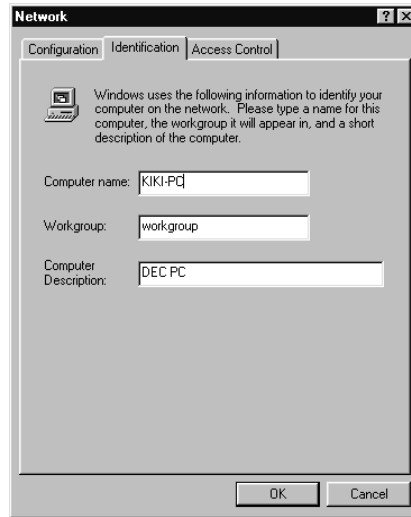 Network
Configuration Identification Access Control
Windows uses the following information to identify your
computer on the network. Please type a name for this
computer, the workgroup it will appear in, and a short
description of the computer.
Computer name: KIKI-PC
Workgroup: workgroup
Computer
Description: DEC PC
OK Cancel